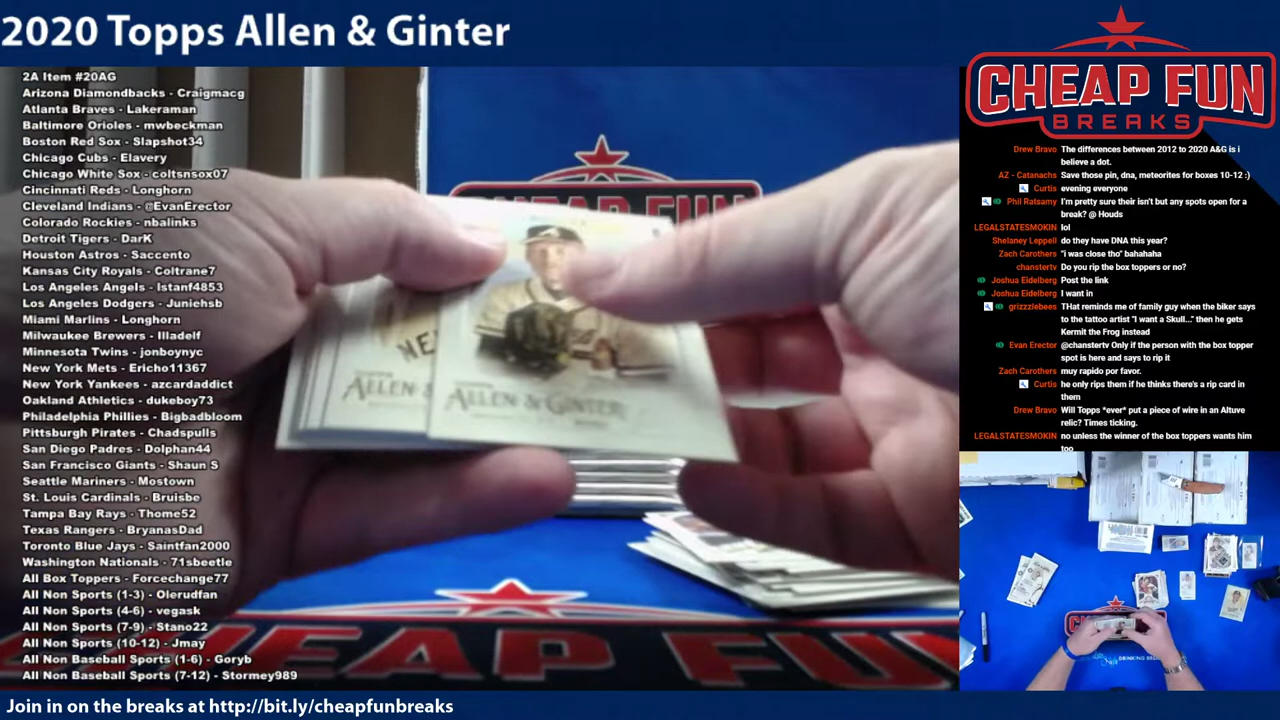 2020 Topps Allen & Ginter
2A Item #20AG
Arizona Diamondbacks - Craigmacg
Atlanta Braves - Lakeraman
Baltimore Orioles - mwbeckman
Boston Red Sox - Slapshot34
Chicago Cubs - Elavery
Chicago White Sox - coltsnsox07
Cincinnati Reds - Longhorn
Cleveland Indians - @EvanErector
Colorado Rockies - nbalinks
Detroit Tigers - DarK
Houston Astros - Saccento
Kansas City Royals - Coltrane7
Los Angeles Angels - Istanf4853
Los Angeles Dodgers - Juniehsb
Miami Marlins - Longhorn
Milwaukee Brewers - Illadelf
Minnesota Twins - jonboynyc
New York Mets - Ericho11367
New York Yankees - azcardaddict
Oakland Athletics - dukeboy73
Philadelphia Phillies - Bigbadbloom
Pittsburgh Pirates - Chadspulls
San Diego Padres - Dolphan44
San Francisco Giants - Shaun S
Seattle Mariners - Mostown
St. Louis Cardinals - Bruisbe
Tampa Bay Rays - Thome52
Texas Rangers - BryanasDad
Toronto Blue Jays - Saintfan2000
Washington Nationals - 71sbeetle
All Box Toppers - Forcechange77
All Non Sports (1-3) - Olerudfan
All Non Sports (4-6) - vegask
All Non Sports (7-9) - Stano22
All Non Sports (10-12) - Jmay
All Non Baseball Sports (1-6) - Goryb
All Non Baseball Sports (7-12) - Stormey989
CHEAP FUN
NE
ALLEN &
ALLEN & GINTER
CHEAP FUN
CHEAP FUN
BREAKS
Drew Bravo The differences between 2012 to 2020 A&G is i
believe a dot.
AZ - Catanachs Save those pin, dna, meteorites for boxes 10-12 :)
Curtis evening everyone
Phil Ratsamy I'm pretty sure their isn't but any spots open for a
break? @ Houds
LEGALSTATESMOKIN lol
Shelaney Leppell do they have DNA this year?
Zach Carothers "i was close tho" bahahaha
chanstertv Do you rip the box toppers or no?
Joshua Eidelberg Post the link
Joshua Eidelberg I want in
grizzzlebees THat reminds me of family guy when the biker says
to the tattoo artist "I want a Skull..." then he gets
Kermit the Frog instead
Evan Erector @chanstertv Only if the person with the box topper
spot is here and says to rip it
Zach Carothers muy rapido por favor.
Curtis he only rips them if he thinks there's a rip card in
them
Drew Bravo Will Topps *ever* put a piece of wire in an Altuve
relic? Times ticking.
LEGALSTATESMOKIN no unless the winner of the box toppers wants him
too
Join in on the breaks at http://bit.ly/cheapfunbreaks